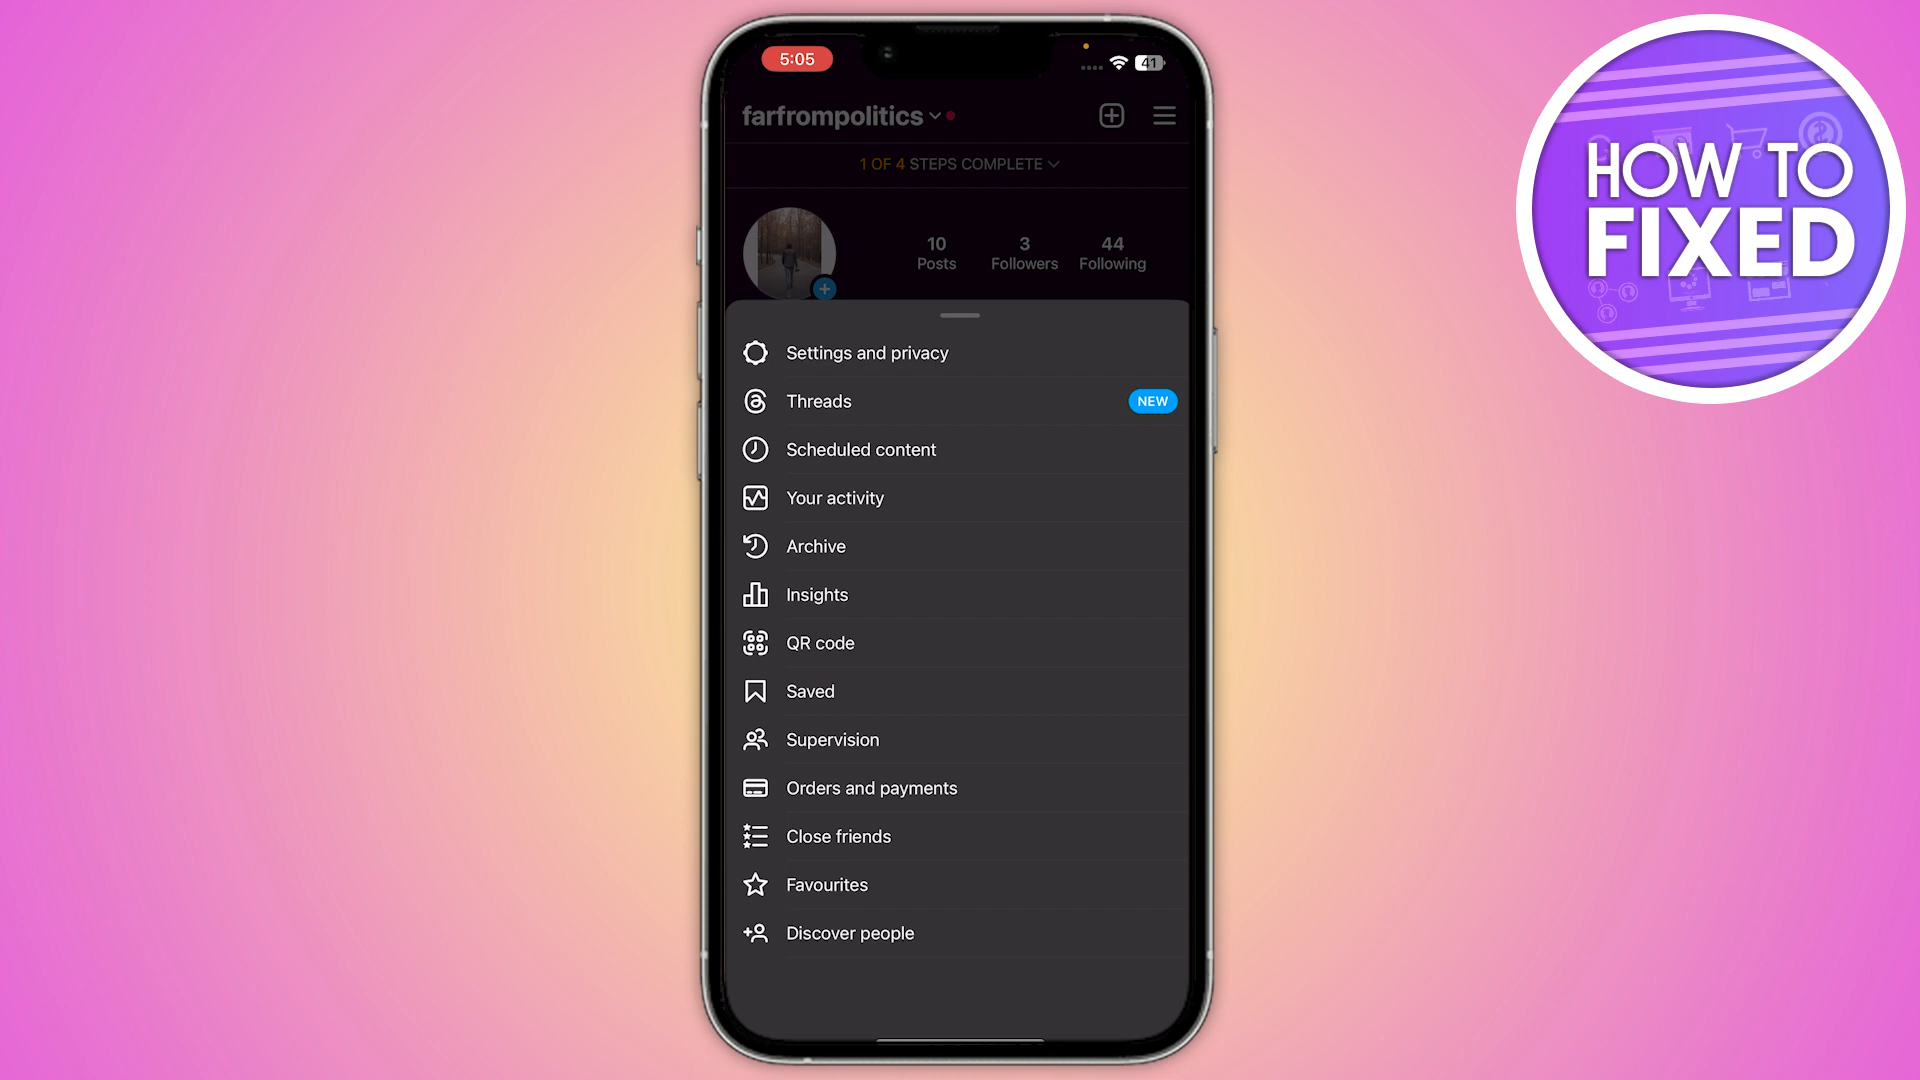 5:05
41
farfrompolitics
1 OF 4 STEPS COMPLETE
10
Posts
3
Followers
44
Following
Settings and privacy
Threads
NEW
Scheduled content
Your activity
Archive
Insights
QR code
Saved
Supervision
Orders and payments
Close friends
Favourites
Discover people
HOW TO
FIXED